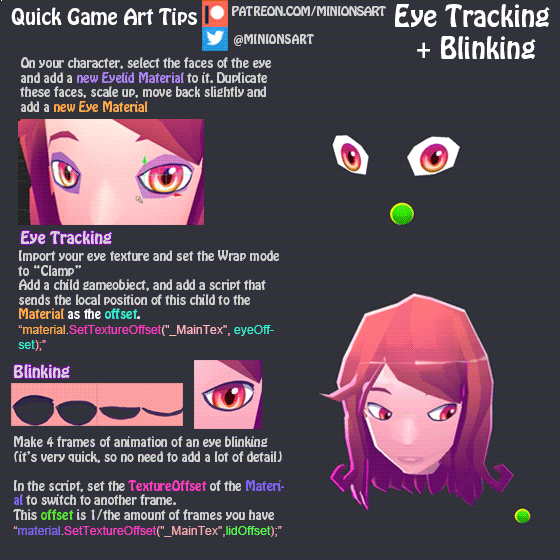 Quick Game Art Tips
PATREON.COM/MINIONSART
@MINIONSART
Eye Tracking
+ Blinking
On your character, select the faces of the eye
and add a new Eyelid Material to it. Duplicate
these faces, scale up, move back slightly and
add a new Eye Material
Eye Tracking
Import your eye texture and set the Wrap mode
to “Clamp”
Add a child gameobject, and add a script that
sends the local position of this child to the
Material as the offset.
“material.SetTextureOffset("_MainTex", eyeOff-
set);”
Blinking
Make 4 frames of animation of an eye blinking
(it's very quick, so no need to add a lot of detail)
In the script, set the TextureOffset of the Materi-
al to switch to another frame.
This offset is 1/the amount of frames you have
“material.SetTextureOffset("_MainTex",lidOffset);”